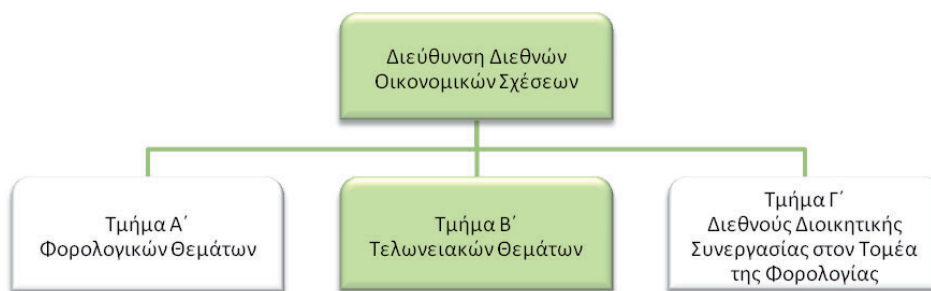 Διεύθυνση Διεθνών
Οικονομικών Σχέσεων
Τμήμα Α΄
Φορολογικών Θεμάτων
Τμήμα Β΄
Τελωνειακών Θεμάτων
Τμήμα Γ΄
Διεθνούς Διοικητικής
Συνεργασίας στον Τομέα
της Φορολογίας